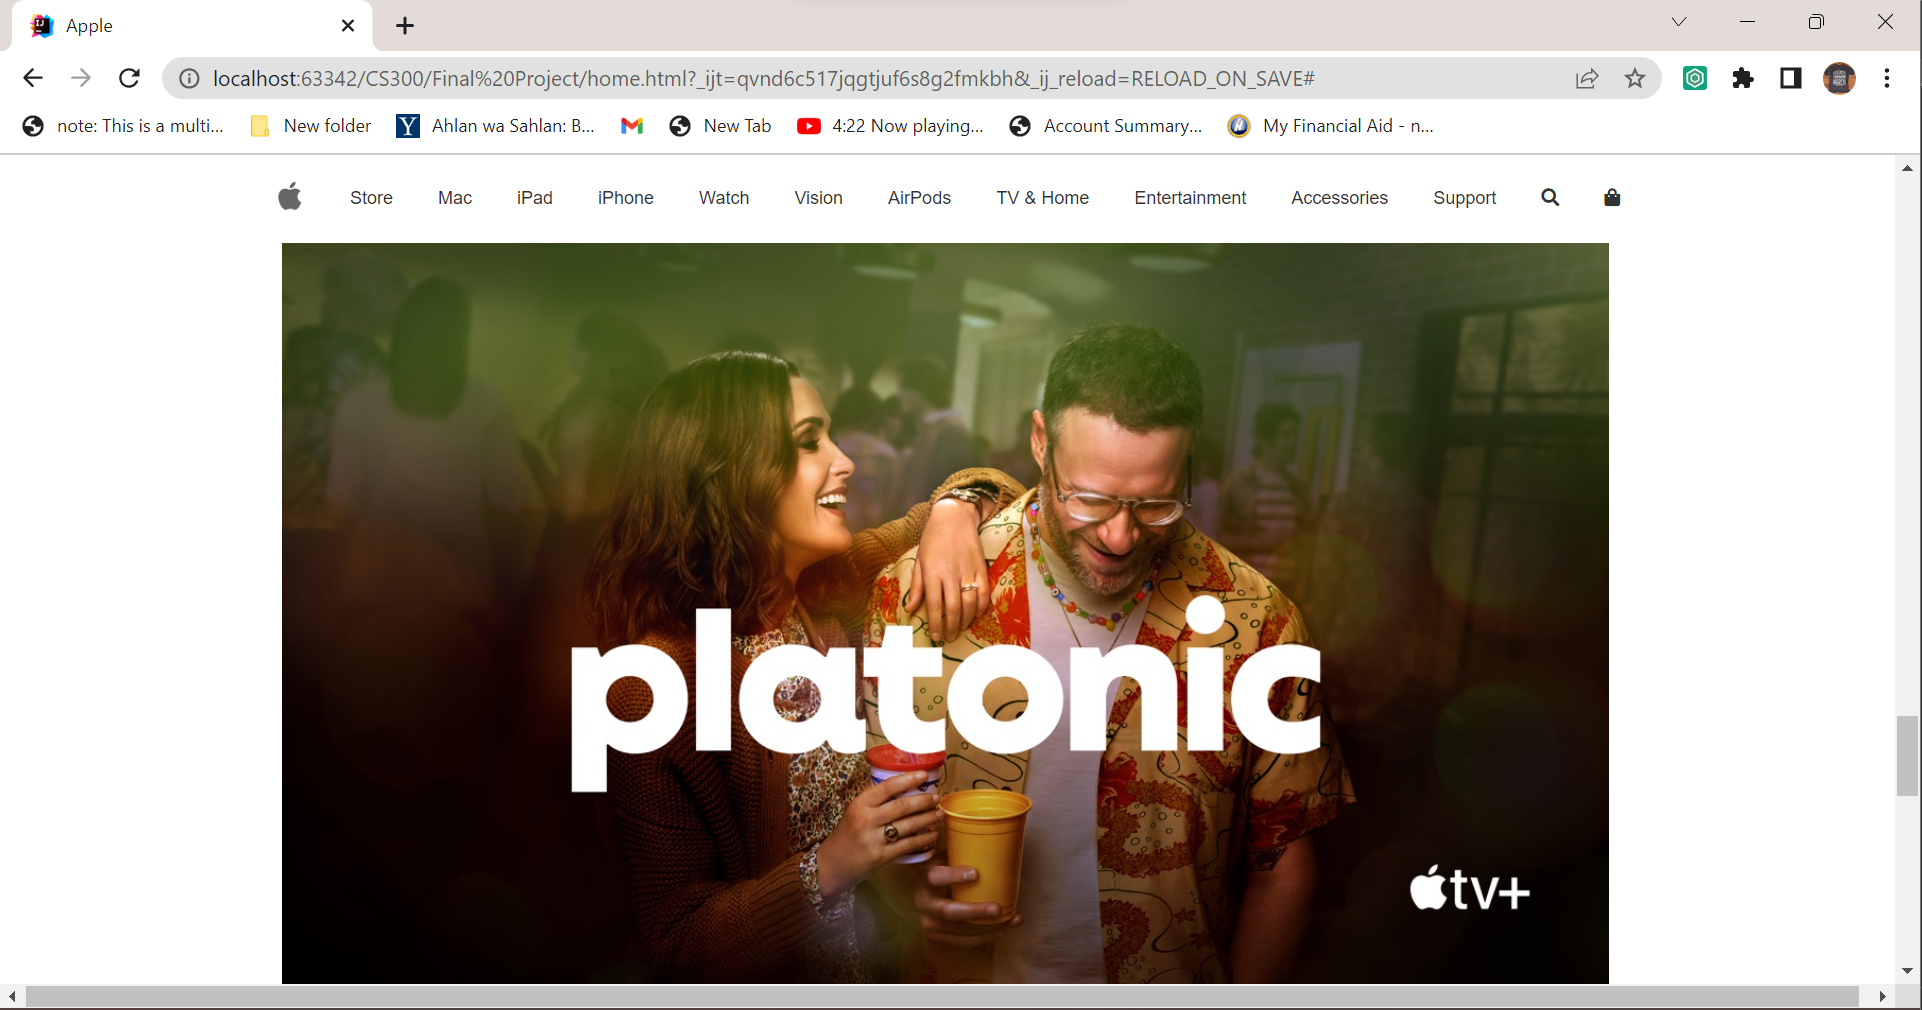 Apple
localhost:63342/CS300/Final%20Project/home.html?_ijt=qvnd6c517jqgtjuf6s8g2fmkbh&_ij_reload=RELOAD_ON_SAVE#
note: This is a multi... New folder Ahlan wa Sahlan: B... New Tab 4:22 Now playing... Account Summary... My Financial Aid - n...
Store Mac iPad iPhone Watch Vision AirPods TV & Home Entertainment Accessories Support
platonic
tv+